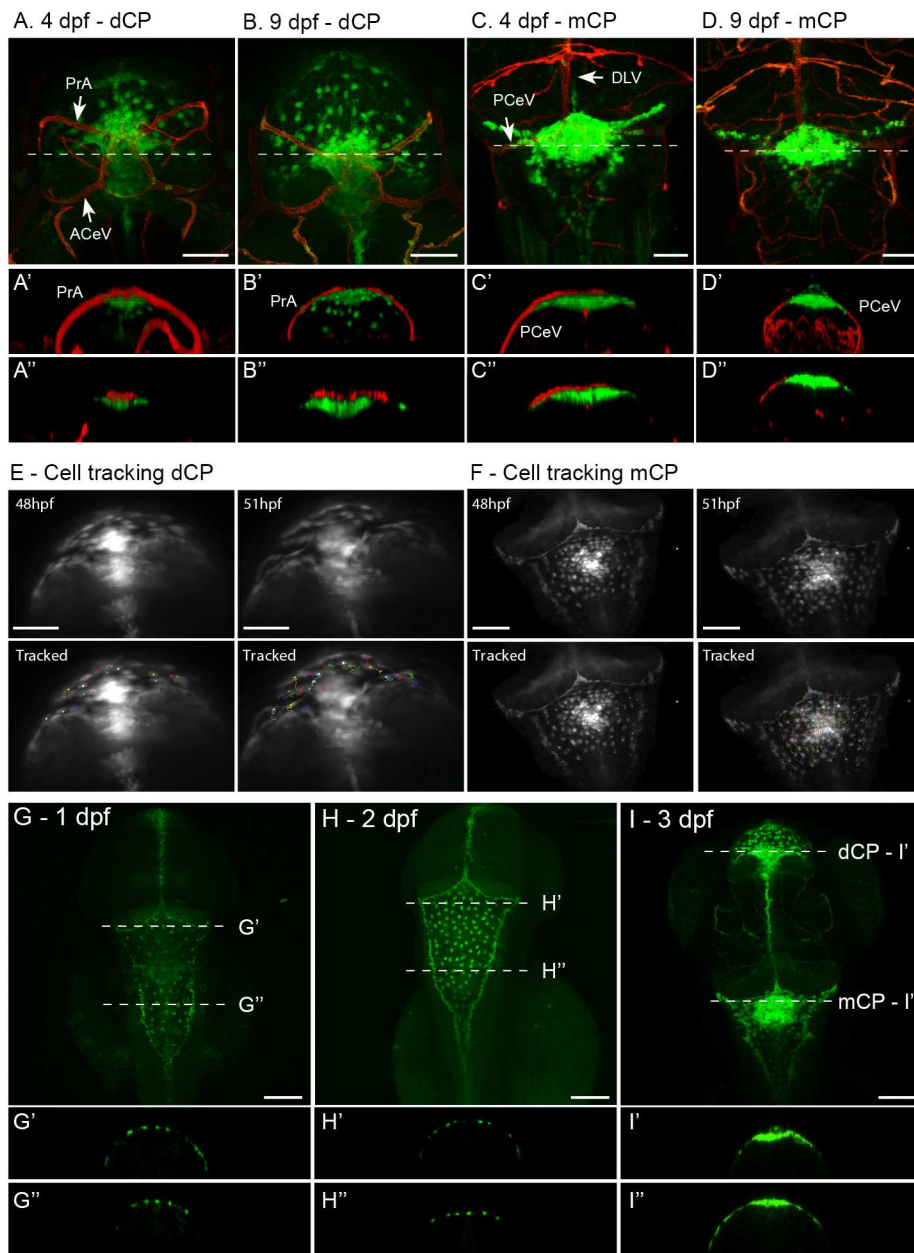 A. 4 dpf - dCP
B. 9 dpf - dCP
C. 4 dpf - mCP
D. 9 dpf - mCP
PrA
ACeV
DLV
PCeV
A’
PrA
B’
PrA
C’
PCeV
D’
PCeV
A’’
B’’
C’’
D’’
E - Cell tracking dCP
F - Cell tracking mCP
48hpf
51hpf
48hpf
51hpf
Tracked
Tracked
Tracked
Tracked
G - 1 dpf
H - 2 dpf
I - 3 dpf
G’
G’’
H’
H’’
dCP - I’
mCP - I’
G’
H’
I’
G’’
H’’
I’’